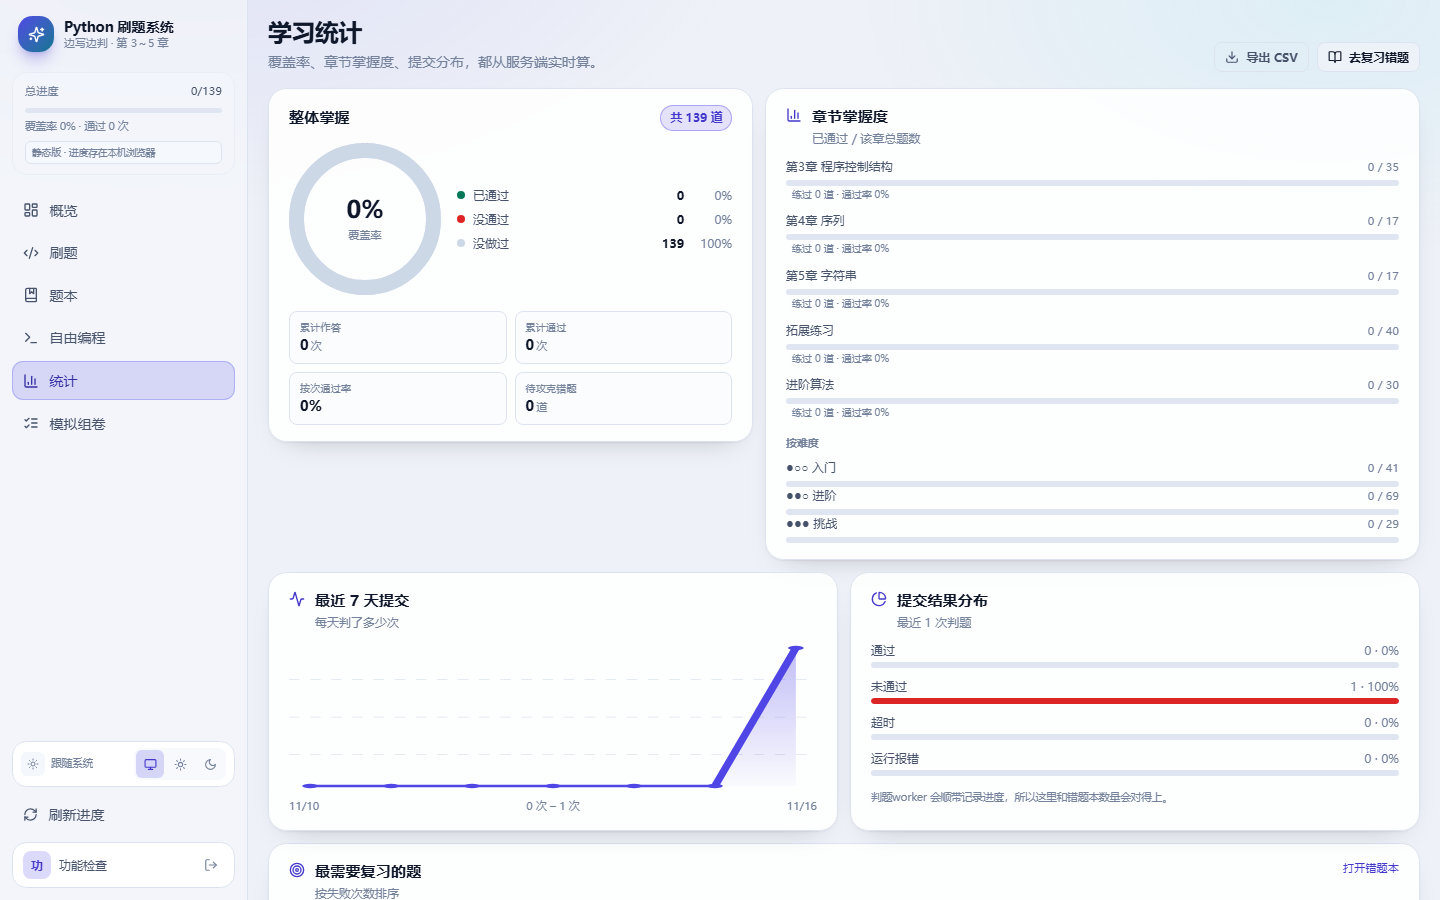 Python 刷题系统
边写边判 · 第 3 ~ 5 章
总进度 0/139
覆盖率 0% · 通过 0 次
静态版 · 进度存在本机浏览器
概览
刷题
题本
自由编程
统计
模拟组卷
跟随系统
刷新进度
功 功能检查
学习统计
覆盖率、章节掌握度、提交分布，都从服务端实时算。
导出 CSV
去复习错题
整体掌握 共 139 道
0%
覆盖率
已通过 0 0%
没通过 0 0%
没做过 139 100%
累计作答
0 次
累计通过
0 次
按次通过率
0%
待攻克错题
0 道
章节掌握度
已通过 / 该章总题数
第3章 程序控制结构 0 / 35
练过 0 道 · 通过率 0%
第4章 序列 0 / 17
练过 0 道 · 通过率 0%
第5章 字符串 0 / 17
练过 0 道 · 通过率 0%
拓展练习 0 / 40
练过 0 道 · 通过率 0%
进阶算法 0 / 30
练过 0 道 · 通过率 0%
按难度
●○○ 入门 0 / 41
●●○ 进阶 0 / 69
●●● 挑战 0 / 29
最近 7 天提交
每天判了多少次
11/10 0 次 – 1 次 11/16
提交结果分布
最近 1 次判题
通过 0 · 0%
未通过 1 · 100%
超时 0 · 0%
运行报错 0 · 0%
判题worker 会顺带记录进度，所以这里和错题本数量会对得上。
最需要复习的题 打开错题本
按失败次数排序